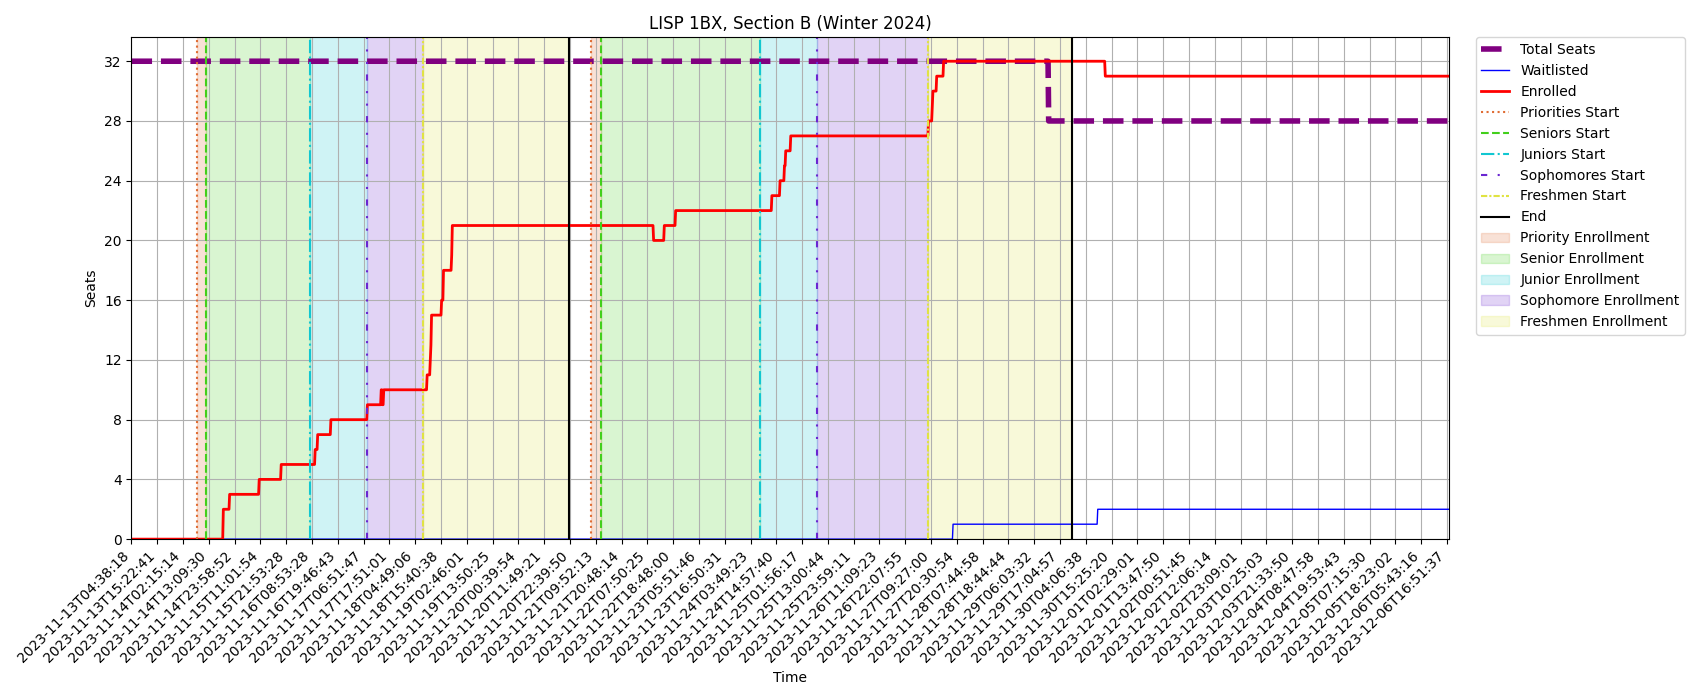 LISP 1BX, Section B (Winter 2024)
Seats
32
28
24
20
16
12
8
4
0
2023-11-13T04:38:18
2023-11-13T15:22:41
2023-11-14T02:15:14
2023-11-14T13:09:30
2023-11-14T23:58:52
2023-11-15T11:01:54
2023-11-15T21:53:28
2023-11-16T08:53:28
2023-11-16T19:46:43
2023-11-17T06:51:47
2023-11-17T17:51:01
2023-11-18T04:49:06
2023-11-18T15:40:38
2023-11-19T02:46:01
2023-11-19T13:50:25
2023-11-20T00:39:54
2023-11-20T11:49:21
2023-11-20T22:39:50
2023-11-21T09:52:13
2023-11-21T20:48:14
2023-11-22T07:50:25
2023-11-22T18:48:00
2023-11-23T05:51:46
2023-11-23T16:50:31
2023-11-24T03:49:23
2023-11-24T14:57:40
2023-11-25T01:56:17
2023-11-25T13:00:44
2023-11-25T23:59:11
2023-11-26T11:09:23
2023-11-26T22:07:55
2023-11-27T09:27:00
2023-11-27T20:30:54
2023-11-28T07:44:58
2023-11-28T18:44:44
2023-11-29T06:03:32
2023-11-29T17:04:57
2023-11-30T04:06:38
2023-11-30T15:25:20
2023-12-01T02:29:01
2023-12-01T13:47:50
2023-12-02T00:51:45
2023-12-02T12:06:14
2023-12-02T23:09:01
2023-12-03T10:25:03
2023-12-03T21:33:50
2023-12-04T08:47:58
2023-12-04T19:53:43
2023-12-05T07:15:30
2023-12-05T18:23:02
2023-12-06T05:43:16
2023-12-06T16:51:37
Time
Total Seats
Waitlisted
Enrolled
Priorities Start
Seniors Start
Juniors Start
Sophomores Start
Freshmen Start
End
Priority Enrollment
Senior Enrollment
Junior Enrollment
Sophomore Enrollment
Freshmen Enrollment